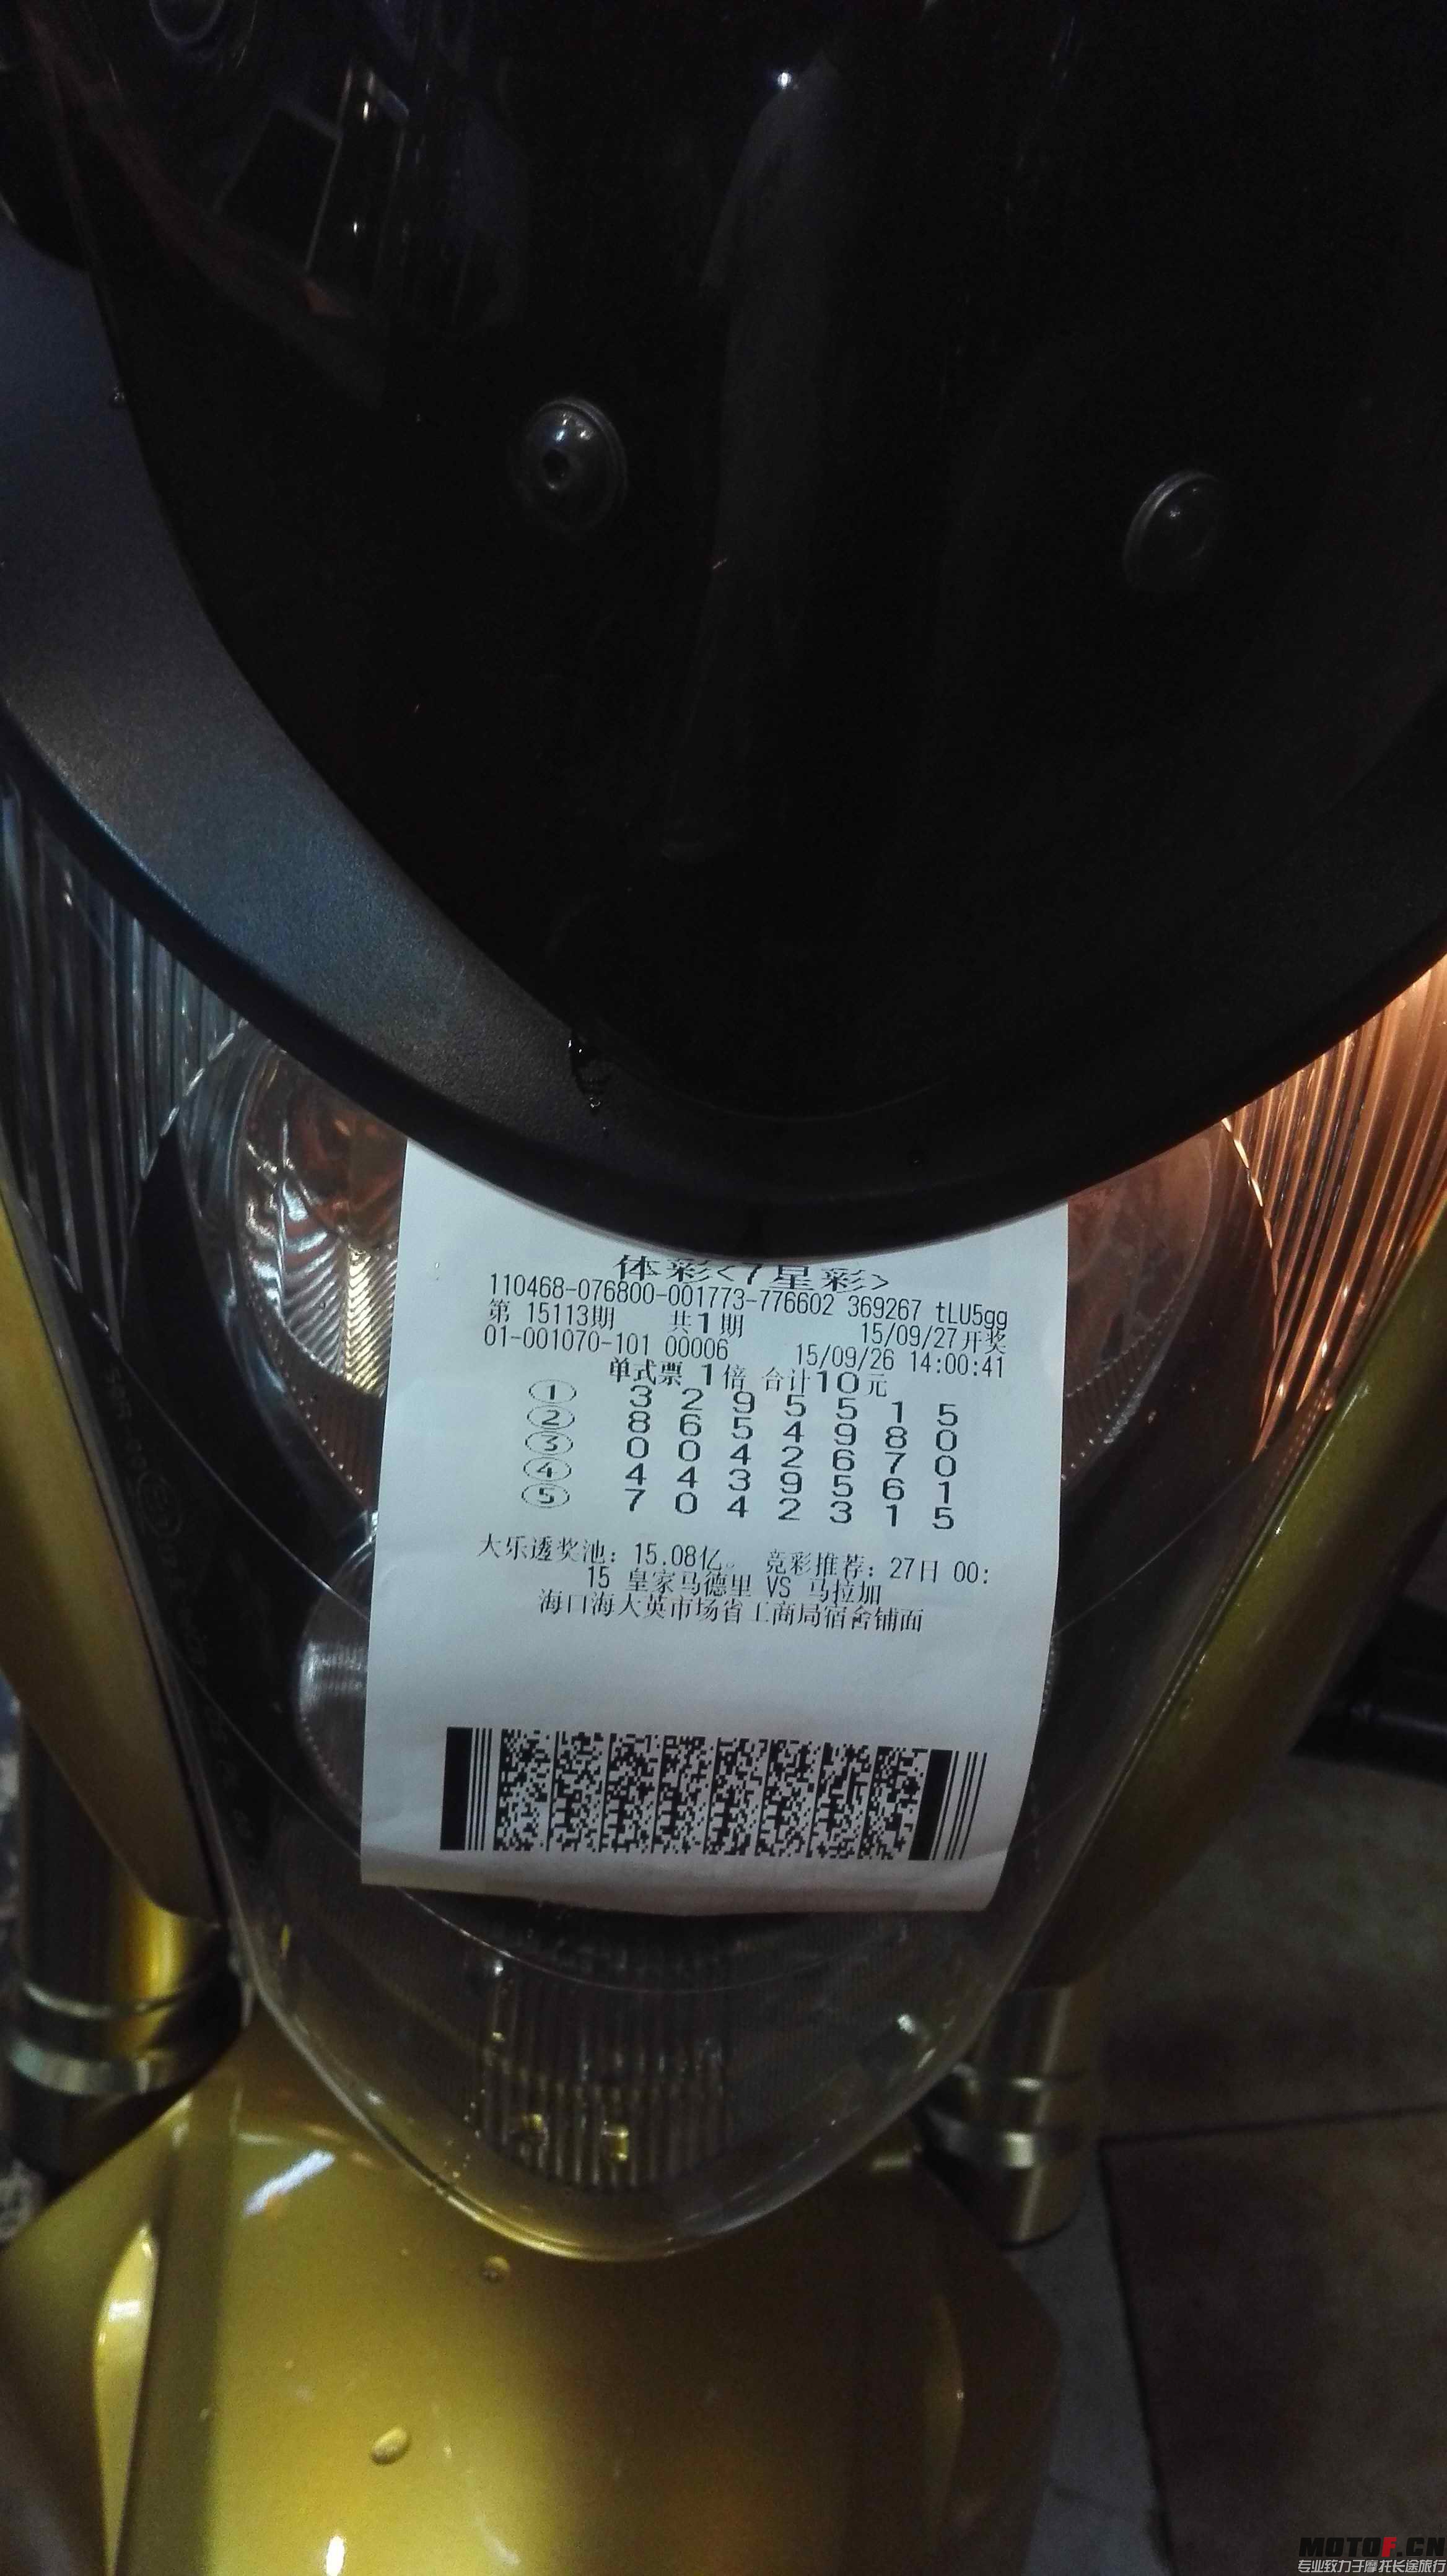 体彩<7星彩>
110468-076800-001773-776602 369267 tLU5gg
第 15113期 共1期 15/09/27开奖
01-001070-101 00006 15/09/26 14:00:41
单式票 1倍 合计10元
① 3 2 9 5 5 1 5
② 8 6 5 4 9 8 0
③ 0 0 4 2 6 7 0
④ 4 4 3 9 5 6 1
⑤ 7 0 4 2 3 1 5
大乐透奖池：15.08亿。 竞彩推荐：27日 00:
15 皇家马德里 VS 马拉加
海口海大英市场省工商局宿舍铺面
MOTOF.CN
专业致力于摩托长途旅行